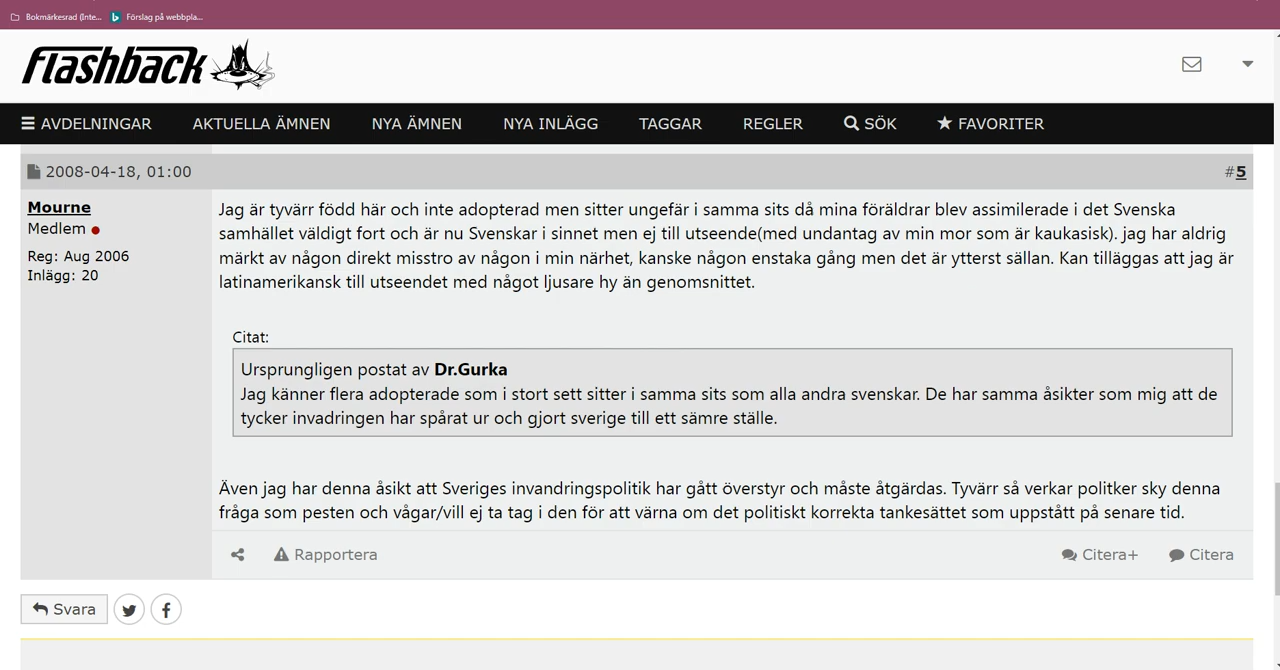 Bokmärkesrad (Inte... Förslag på webbpla...
flashback
AVDELNINGAR AKTUELLA ÄMNEN NYA ÄMNEN NYA INLÄGG TAGGAR REGLER SÖK FAVORITER
2008-04-18, 01:00 #5
Mourne
Medlem
Reg: Aug 2006
Inlägg: 20
Jag är tyvärr född här och inte adopterad men sitter ungefär i samma sits då mina föräldrar blev assimilerade i det Svenska
samhället väldigt fort och är nu Svenskar i sinnet men ej till utseende(med undantag av min mor som är kaukasisk). jag har aldrig
märkt av någon direkt misstro av någon i min närhet, kanske någon enstaka gång men det är ytterst sällan. Kan tilläggas att jag är
latinamerikansk till utseendet med något ljusare hy än genomsnittet.
Citat:
Ursprungligen postat av Dr.Gurka
Jag känner flera adopterade som i stort sett sitter i samma sits som alla andra svenskar. De har samma åsikter som mig att de
tycker invadringen har spårat ur och gjort sverige till ett sämre ställe.
Även jag har denna åsikt att Sveriges invandringspolitik har gått överstyr och måste åtgärdas. Tyvärr så verkar politker sky denna
fråga som pesten och vågar/vill ej ta tag i den för att värna om det politiskt korrekta tankesättet som uppstått på senare tid.
Rapportera Citera+ Citera
Svara